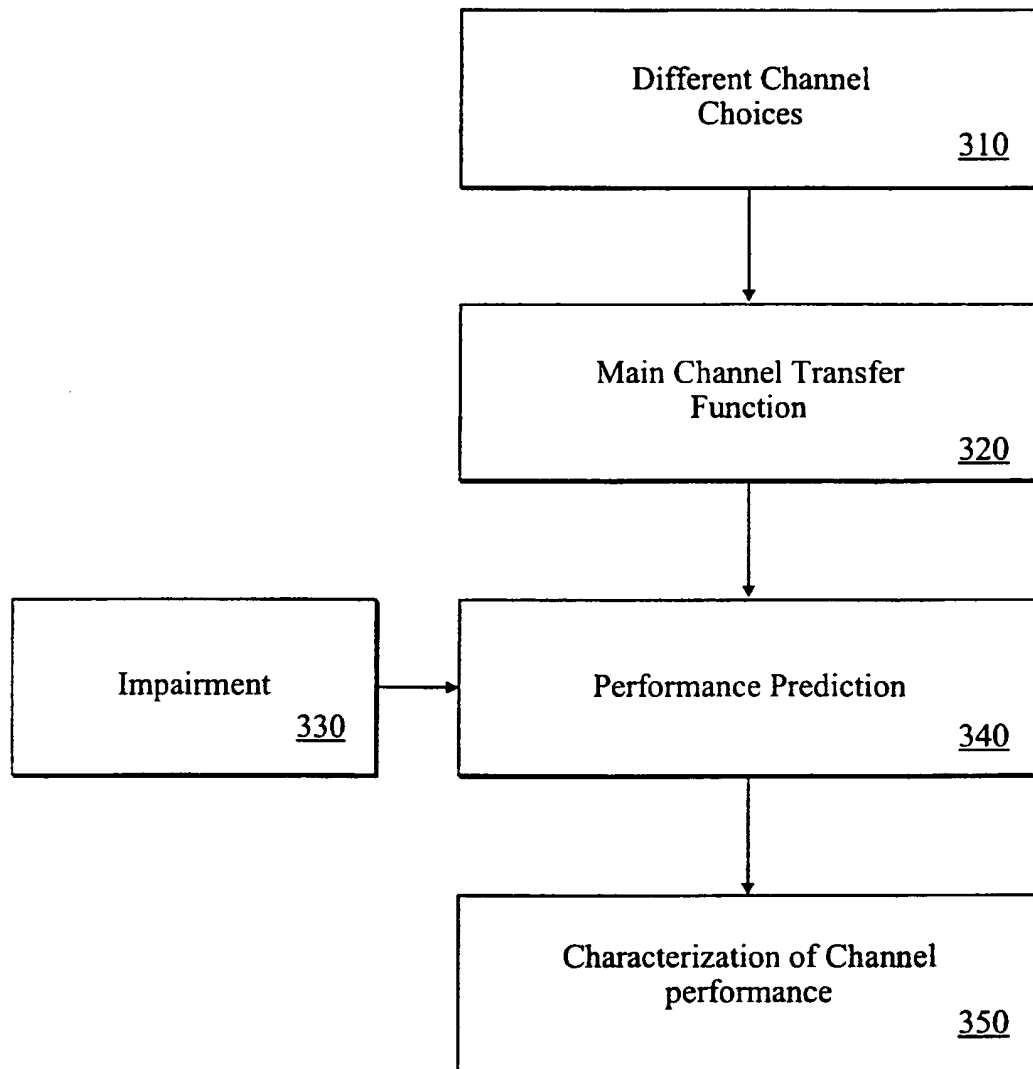 Different Channel
Choices
310
Main Channel Transfer
Function
320
Impairment
330
Performance Prediction
340
Characterization of Channel
performance
350